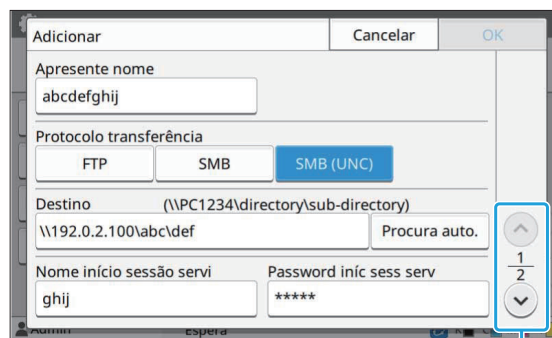 Adicionar
Cancelar
OK
Apresente nome
abcdefghij
Protocolo transferência
FTP
SMB
SMB (UNC)
Destino
(\\PC1234\directory\sub-directory)
\\192.0.2.100\abc\def
Procura auto.
1
2
Nome início sessão servi
Password iníc sess serv
ghij
*****
Admin
Espera